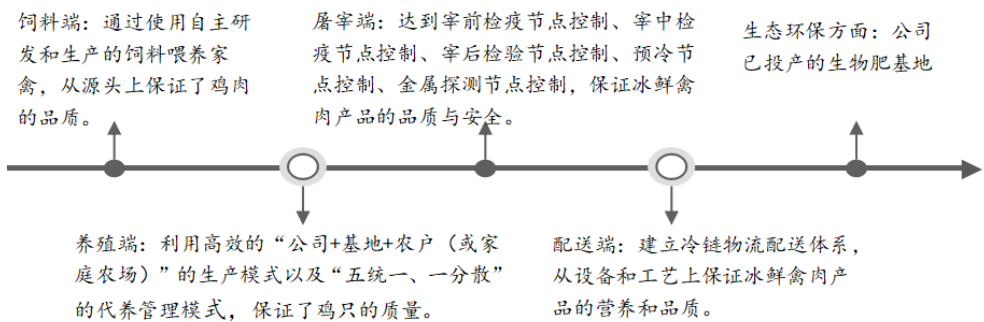 饲料端：通过使用自主研
发和生产的饲料喂养家
禽，从源头上保证了鸡肉
的品质。
屠宰端：达到宰前检疫节点控制、宰中检
疫节点控制、宰后检验节点控制、预冷节
点控制、金属探测节点控制，保证冰鲜禽
肉产品的品质与安全。
生态环保方面：公司
已投产的生物肥基地
养殖端：利用高效的“公司+基地+农户（或家
庭农场）”的生产模式以及“五统一、一分散”
的代养管理模式，保证了鸡只的质量。
配送端：建立冷链物流配送体系，
从设备和工艺上保证冰鲜禽肉产
品的营养和品质。